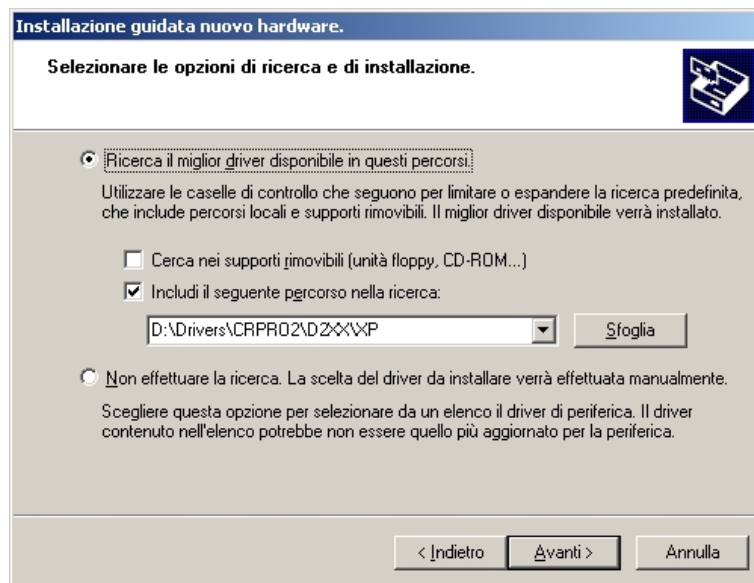 Installazione guidata nuovo hardware.
Selezionare le opzioni di ricerca e di installazione.
Ricerca il miglior driver disponibile in questi percorsi.
Utilizzare le caselle di controllo che seguono per limitare o espandere la ricerca predefinita,
che include percorsi locali e supporti rimovibili. Il miglior driver disponibile verrà installato.
Cerca nei supporti rimovibili (unità floppy, CD-ROM...)
Includi il seguente percorso nella ricerca:
D:\Drivers\CRPRO2\D2XX\XP
Sfoglia
Non effettuare la ricerca. La scelta del driver da installare verrà effettuata manualmente.
Scegliere questa opzione per selezionare da un elenco il driver di periferica. Il driver
contenuto nell'elenco potrebbe non essere quello più aggiornato per la periferica.
< Indietro
Avanti >
Annulla